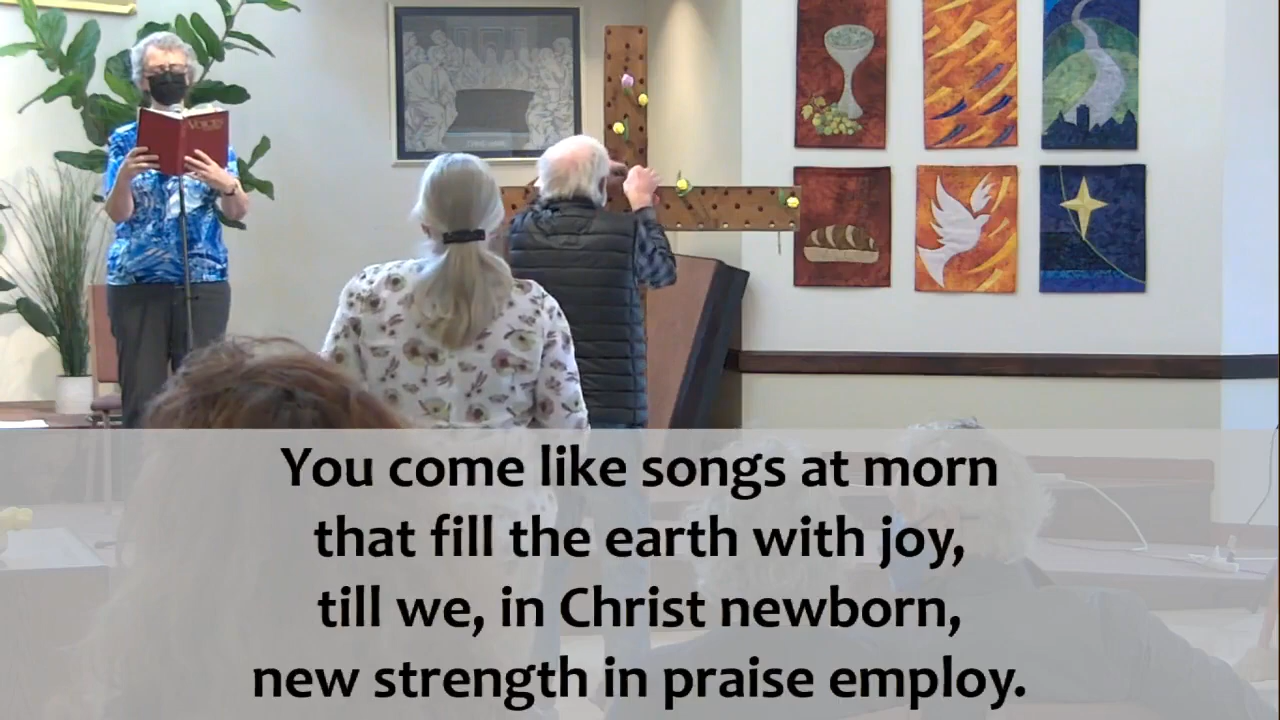 VOICES
You come like songs at morn
that fill the earth with joy,
till we, in Christ newborn,
new strength in praise employ.